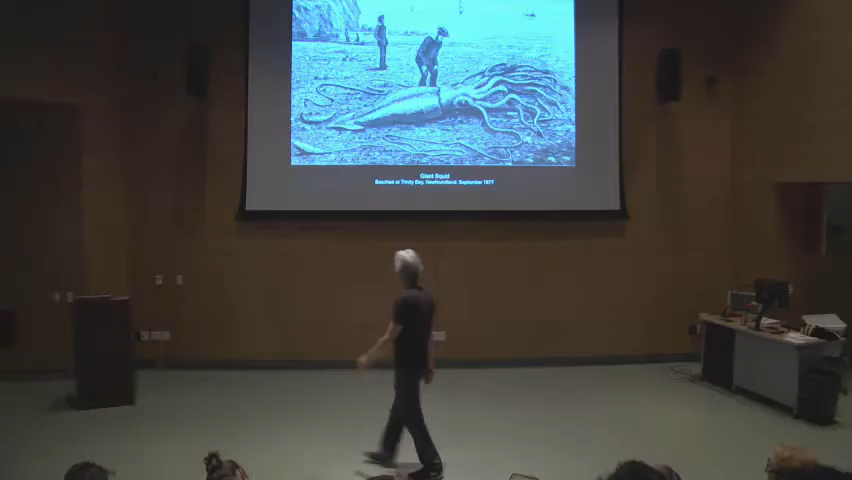 Giant Squid
Beached at Trinity Bay, Newfoundland; September 1877